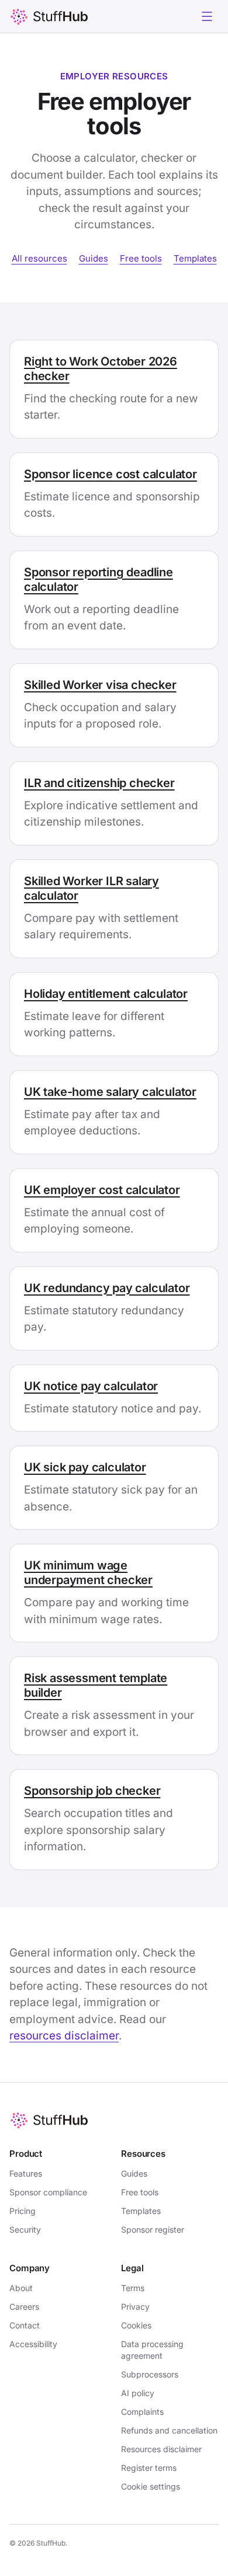 StuffHub
EMPLOYER RESOURCES
Free employer
tools
Choose a calculator, checker or
document builder. Each tool explains its
inputs, assumptions and sources;
check the result against your
circumstances.
All resources Guides Free tools Templates
Right to Work October 2026
checker
Find the checking route for a new
starter.
Sponsor licence cost calculator
Estimate licence and sponsorship
costs.
Sponsor reporting deadline
calculator
Work out a reporting deadline
from an event date.
Skilled Worker visa checker
Check occupation and salary
inputs for a proposed role.
ILR and citizenship checker
Explore indicative settlement and
citizenship milestones.
Skilled Worker ILR salary
calculator
Compare pay with settlement
salary requirements.
Holiday entitlement calculator
Estimate leave for different
working patterns.
UK take-home salary calculator
Estimate pay after tax and
employee deductions.
UK employer cost calculator
Estimate the annual cost of
employing someone.
UK redundancy pay calculator
Estimate statutory redundancy
pay.
UK notice pay calculator
Estimate statutory notice and pay.
UK sick pay calculator
Estimate statutory sick pay for an
absence.
UK minimum wage
underpayment checker
Compare pay and working time
with minimum wage rates.
Risk assessment template
builder
Create a risk assessment in your
browser and export it.
Sponsorship job checker
Search occupation titles and
explore sponsorship salary
information.
General information only. Check the
sources and dates in each resource
before acting. These resources do not
replace legal, immigration or
employment advice. Read our
resources disclaimer.
StuffHub
Product
Features
Sponsor compliance
Pricing
Security
Resources
Guides
Free tools
Templates
Sponsor register
Company
About
Careers
Contact
Accessibility
Legal
Terms
Privacy
Cookies
Data processing
agreement
Subprocessors
AI policy
Complaints
Refunds and cancellation
Resources disclaimer
Register terms
Cookie settings
© 2026 StuffHub.